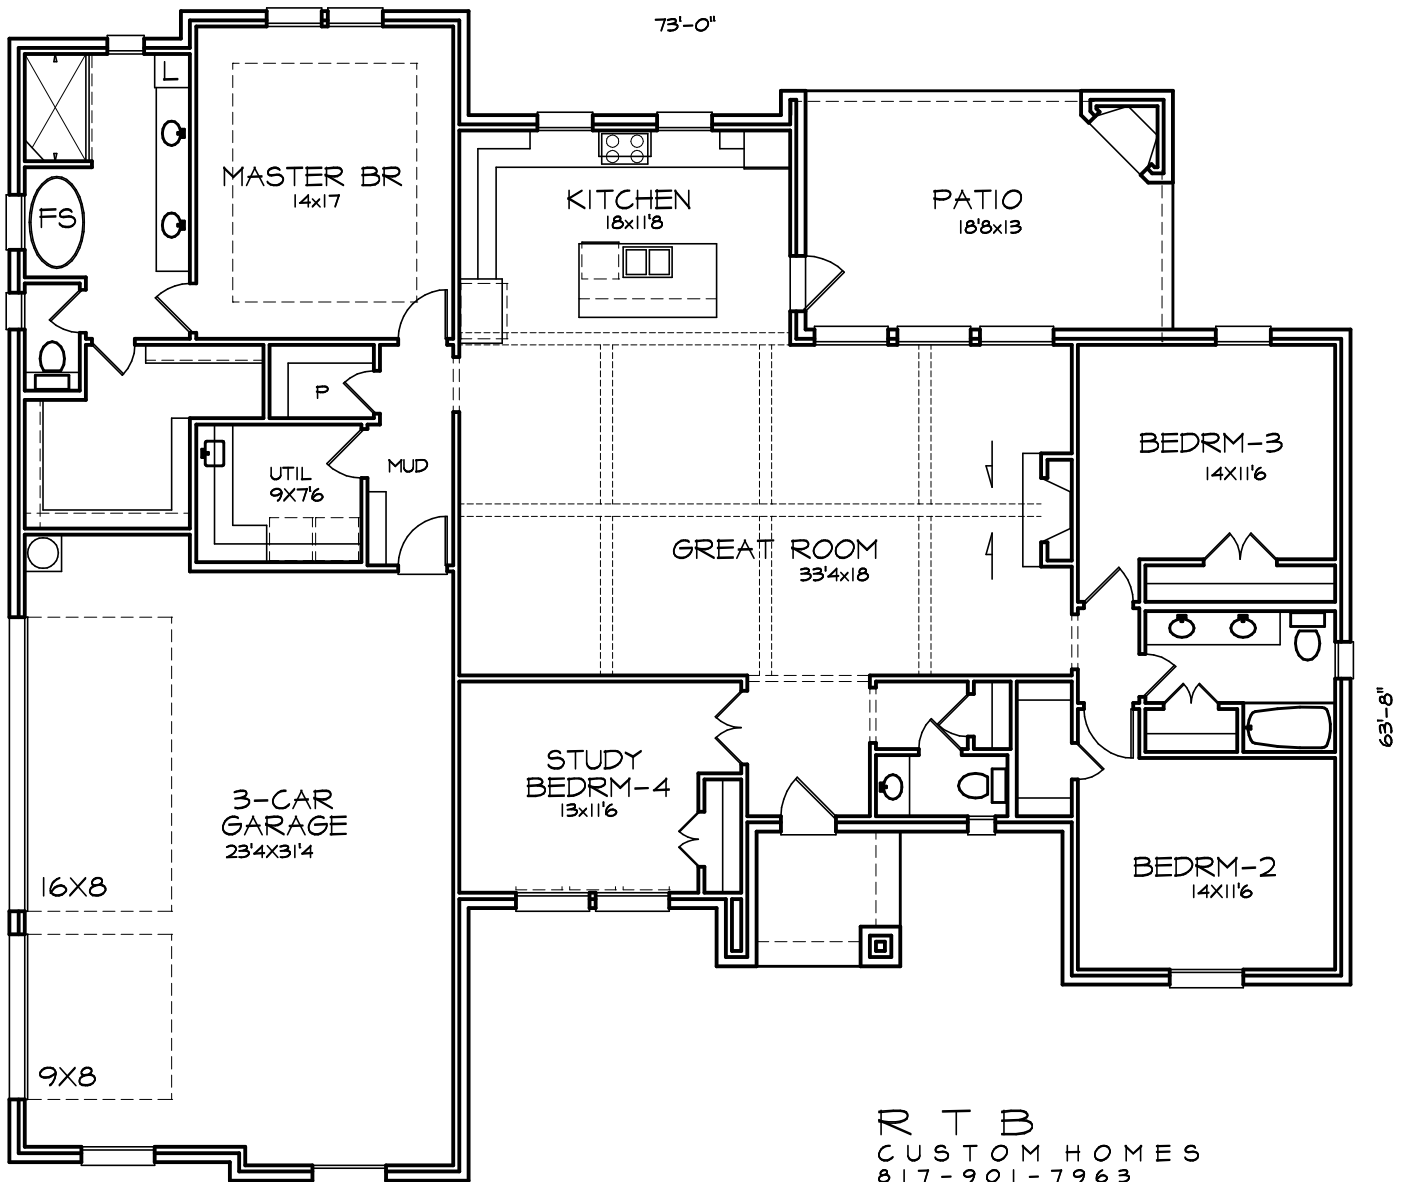 73'-0"
L
MASTER BR
14x17
FS
KITCHEN
18x11'8
PATIO
18'8x13
P
MUD
UTIL
9X7'6
BEDRM-3
14X11'6
GREAT ROOM
33'4x18
63'-8"
STUDY
BEDRM-4
13x11'6
3-CAR
GARAGE
23'4X31'4
16X8
9X8
BEDRM-2
14X11'6
RTB
CUSTOM HOMES
817-901-7963